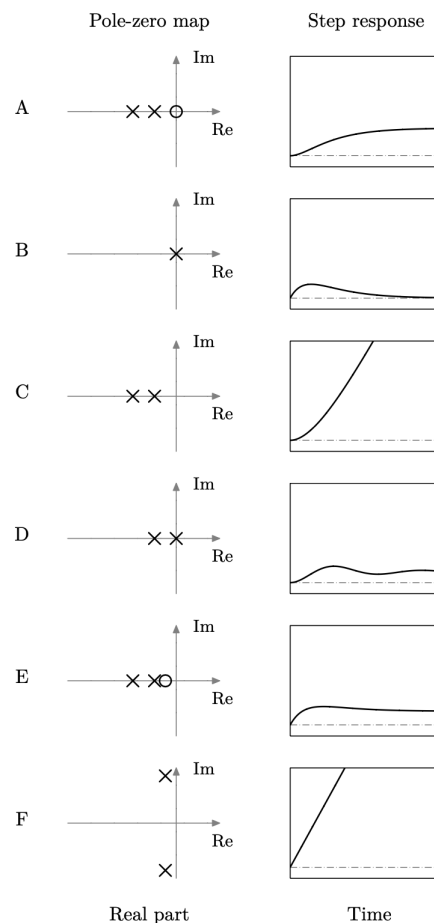 Pole-zero map Step response
Im
A
Re
Im
B
Re
Im
C
Re
Im
D
Re
Im
E
Re
Im
F
Re
Real part Time